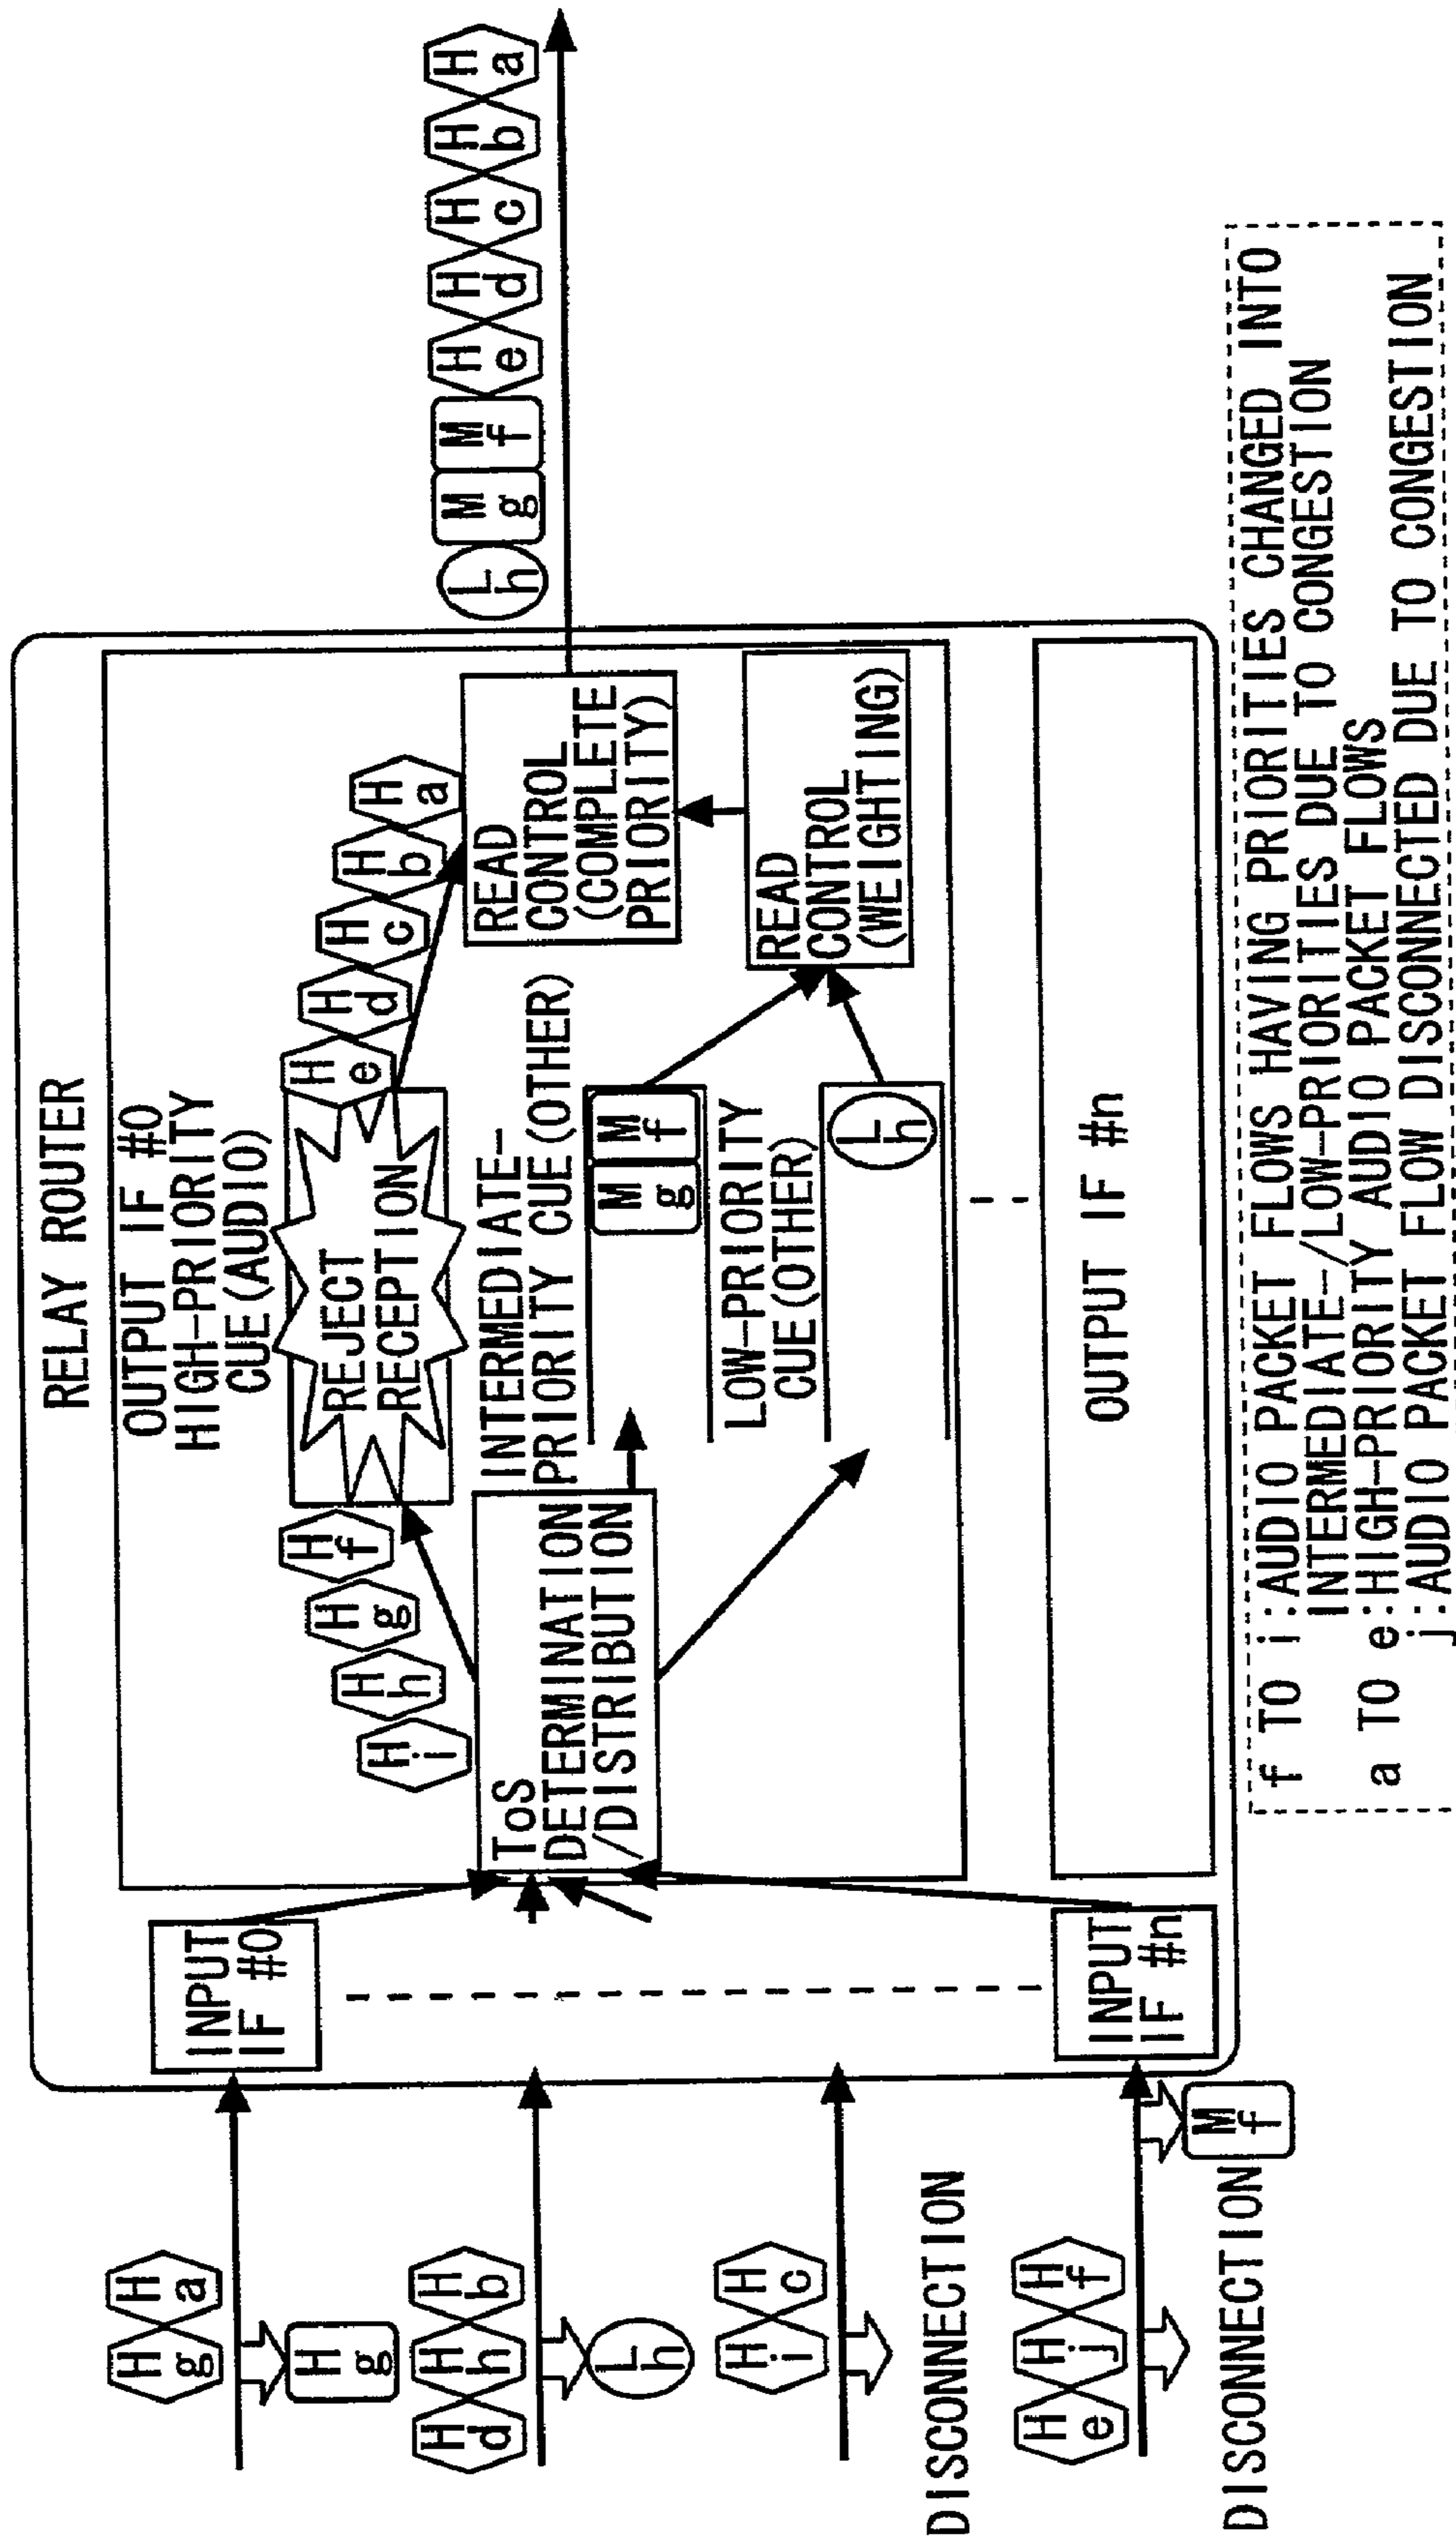 RELAY ROUTER
OUTPUT IF #0
HIGH-PRIORITY
CUE(AUDIO)
REJECT
RECEPTION
H e
H d
H c
H b
H a
H i
H h
H g
H f
INTERMEDIATE-
PRIORITY CUE(OTHER)
M g
M f
LOW-PRIORITY
CUE(OTHER)
L h
ToS
DETERMINATION
/DISTRIBUTION
READ
CONTROL
(COMPLETE
PRIORITY)
READ
CONTROL
(WEIGHTING)
OUTPUT IF #n
INPUT
IF #0
INPUT
IF #n
H g
H a
H g
H d
H h
H b
L h
H i
H c
DISCONNECTION
H e
H j
H f
M f
DISCONNECTION
L h
M g
M f
H e
H d
H c
H b
H a
f TO i:AUDIO PACKET FLOWS HAVING PRIORITIES CHANGED INTO
INTERMEDIATE-/LOW-PRIORITIES DUE TO CONGESTION
a TO e:HIGH-PRIORITY AUDIO PACKET FLOWS
j:AUDIO PACKET FLOW DISCONNECTED DUE TO CONGESTION